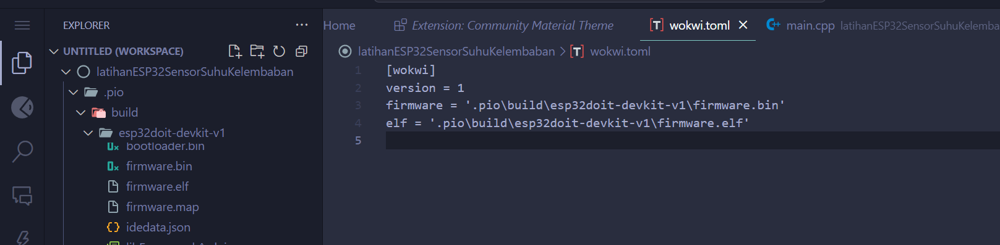 EXPLORER
UNTITLED (WORKSPACE)
latihanESP32SensorSuhuKelembaban
.pio
build
esp32doit-devkit-v1
bootloader.bin
firmware.bin
firmware.elf
firmware.map
idedata.json
Home
Extension: Community Material Theme
wokwi.toml
main.cpp latihanESP32SensorSuhuKelemba
latihanESP32SensorSuhuKelembaban > wokwi.toml
1 [wokwi]
2 version = 1
3 firmware = '.pio\build\esp32doit-devkit-v1\firmware.bin'
4 elf = '.pio\build\esp32doit-devkit-v1\firmware.elf'
5